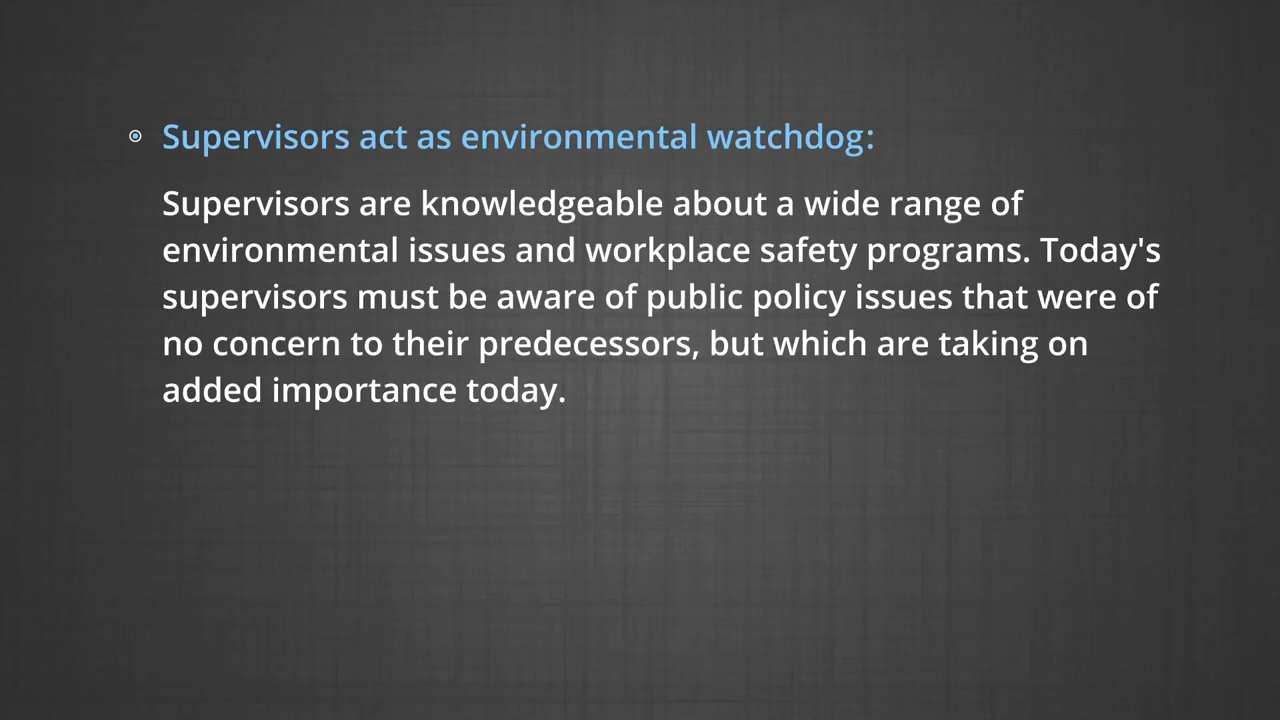 Supervisors act as environmental watchdog:
Supervisors are knowledgeable about a wide range of
environmental issues and workplace safety programs. Today's
supervisors must be aware of public policy issues that were of
no concern to their predecessors, but which are taking on
added importance today.